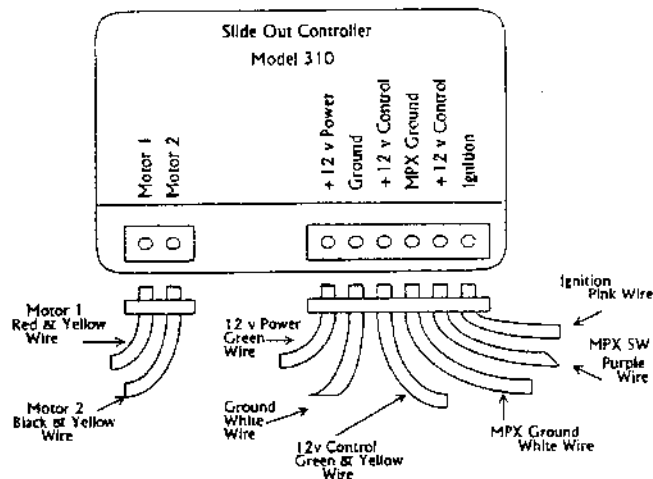 Slide Out Controller
Model 310
Motor 1
Motor 2
+ 12 v Power
Ground
+ 12 v Control
MPX Ground
+ 12 v Control
Ignition
Motor 1
Red & Yellow
Wire
Motor 2
Black & Yellow
Wire
12 v Power
Green
Wire
Ground
White
Wire
12v Control
Green & Yellow
Wire
Ignition
Pink Wire
MPX SW
Purple
Wire
MPX Ground
White Wire